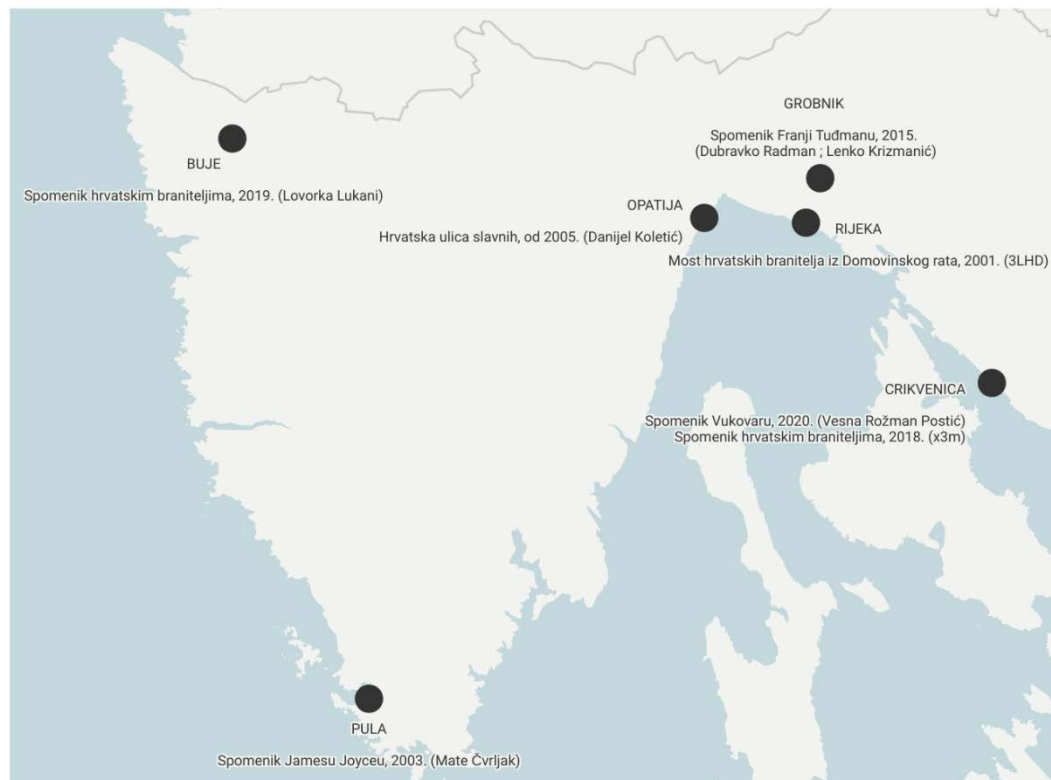 GROBNIK
Spomenik Franji Tuđmanu, 2015.
(Dubravko Radman ; Lenko Krizmanić)
BUJE
Spomenik hrvatskim braniteljima, 2019. (Lovorka Lukani)
OPATIJA
Hrvatska ulica slavnih, od 2005. (Danijel Koletić)
RIJEKA
Most hrvatskih branitelja iz Domovinskog rata, 2001. (3LHD)
CRIKVENICA
Spomenik Vukovaru, 2020. (Vesna Rožman Postić)
Spomenik hrvatskim braniteljima, 2018. (x3m)
PULA
Spomenik Jamesu Joyceu, 2003. (Mate Čvrljak)